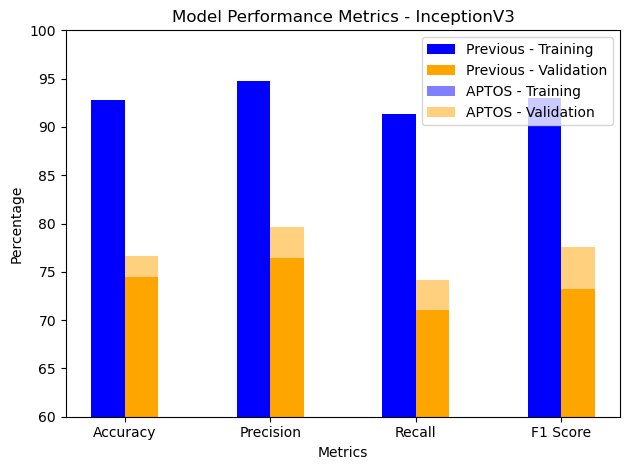 Model Performance Metrics - InceptionV3
Previous - Training
Previous - Validation
APTOS - Training
APTOS - Validation
100
95
90
85
80
75
70
65
60
Percentage
Accuracy
Precision
Recall
F1 Score
Metrics